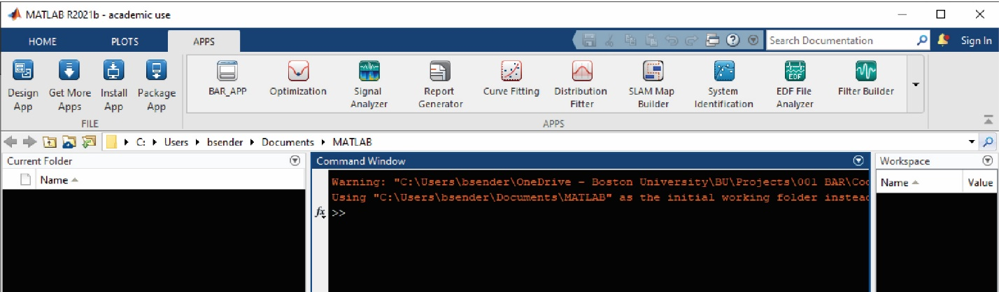 MATLAB R2021b - academic use
HOME PLOTS APPS
Search Documentation
Sign In
Design App
Get More Apps
Install App
Package App
BAR_APP
Optimization
Signal Analyzer
Report Generator
Curve Fitting
Distribution Fitter
SLAM Map Builder
System Identification
EDF File Analyzer
Filter Builder
FILE
APPS
C: Users bsender Documents MATLAB
Current Folder
Name
Command Window
Warning: "C:\Users\bsender\OneDrive - Boston University\BU\Projects\001 BAR\Coo
Using "C:\Users\bsender\Documents\MATLAB" as the initial working folder instead
fx >>
Workspace
Name Value